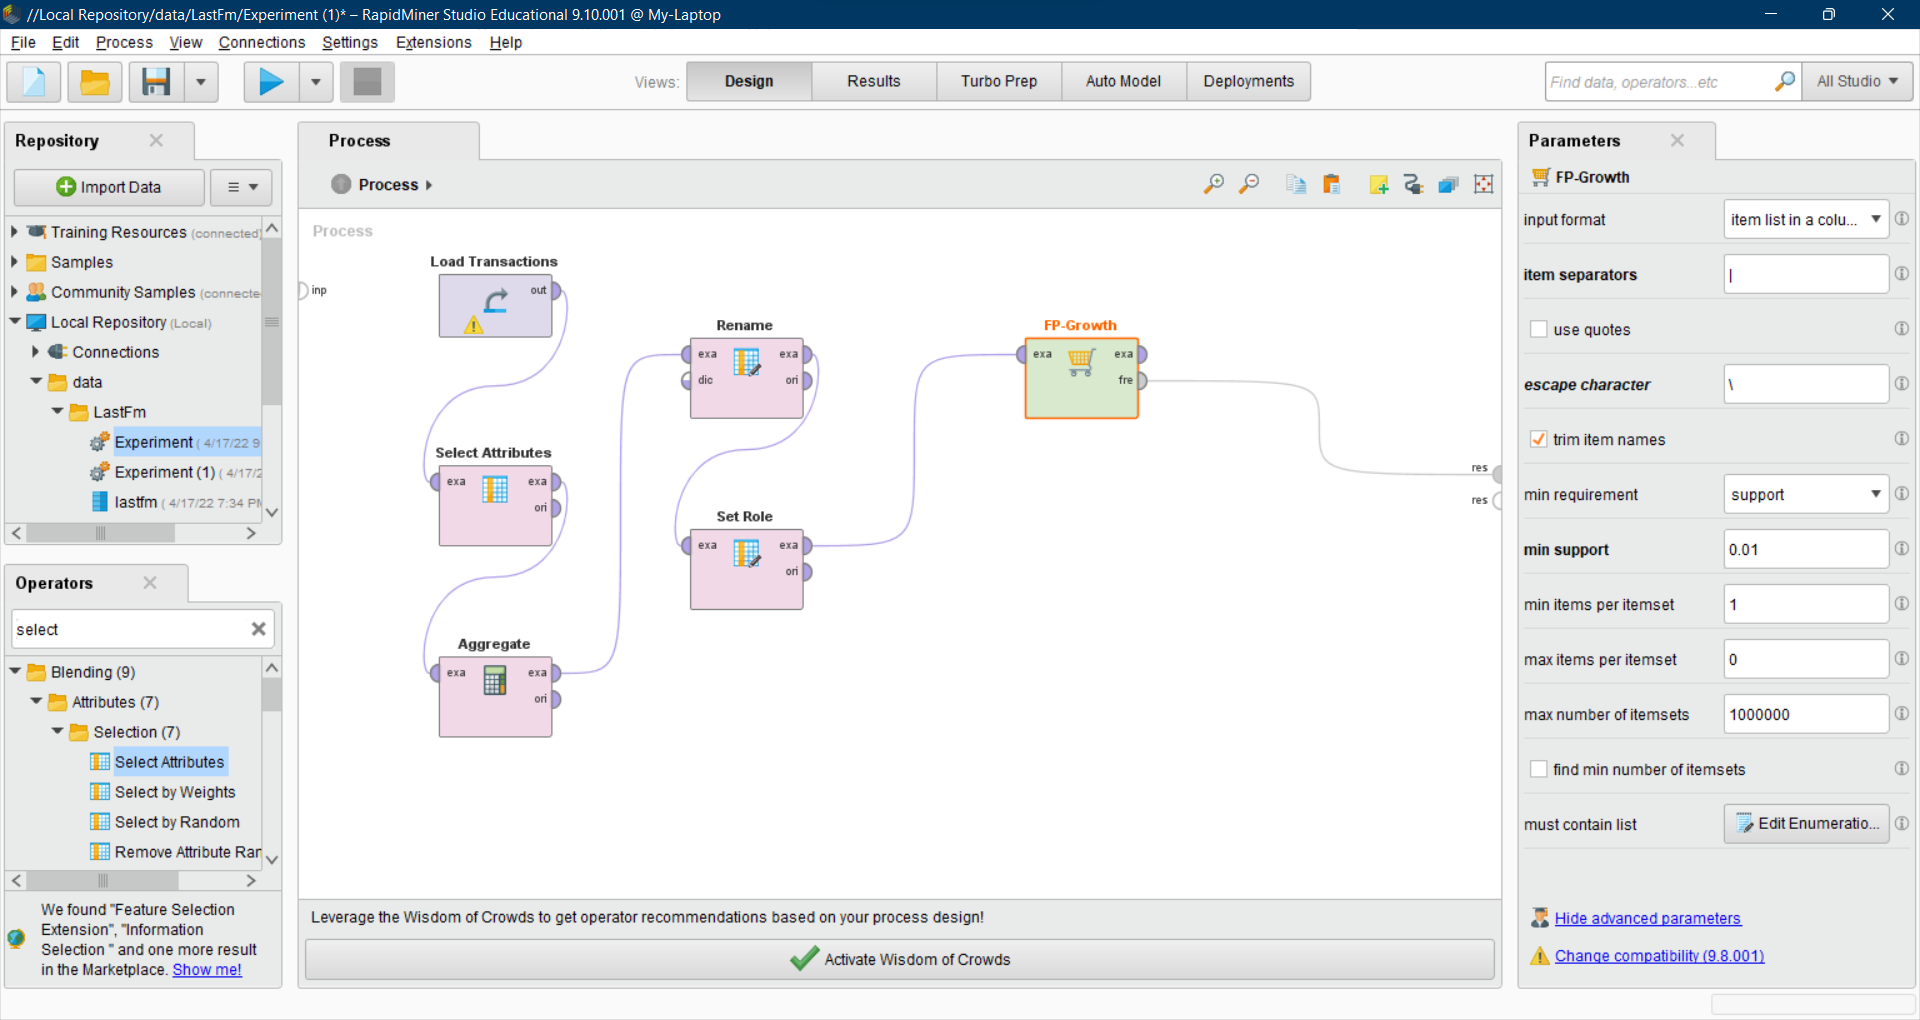 //Local Repository/data/LastFm/Experiment (1)* – RapidMiner Studio Educational 9.10.001 @ My-Laptop
File Edit Process View Connections Settings Extensions Help
Views: Design Results Turbo Prep Auto Model Deployments
Find data, operators...etc
All Studio
Repository
Import Data
Training Resources (connected)
Samples
Community Samples (connecte
Local Repository (Local)
Connections
data
LastFm
Experiment ( 4/17/22 9
Experiment (1) ( 4/17/2
lastfm ( 4/17/22 7:34 PM
Operators
select
Blending (9)
Attributes (7)
Selection (7)
Select Attributes
Select by Weights
Select by Random
Remove Attribute Ran
We found "Feature Selection
Extension", "Information
Selection " and one more result
in the Marketplace. Show me!
Process
Process
Process
inp
Load Transactions
out
Select Attributes
exa exa
ori
Aggregate
exa exa
ori
Rename
exa exa
dic ori
Set Role
exa exa
ori
FP-Growth
exa exa
fre
res
res
Leverage the Wisdom of Crowds to get operator recommendations based on your process design!
Activate Wisdom of Crowds
Parameters
FP-Growth
input format item list in a colu...
item separators |
use quotes
escape character \
trim item names
min requirement support
min support 0.01
min items per itemset 1
max items per itemset 0
max number of itemsets 1000000
find min number of itemsets
must contain list Edit Enumeratio...
Hide advanced parameters
Change compatibility (9.8.001)